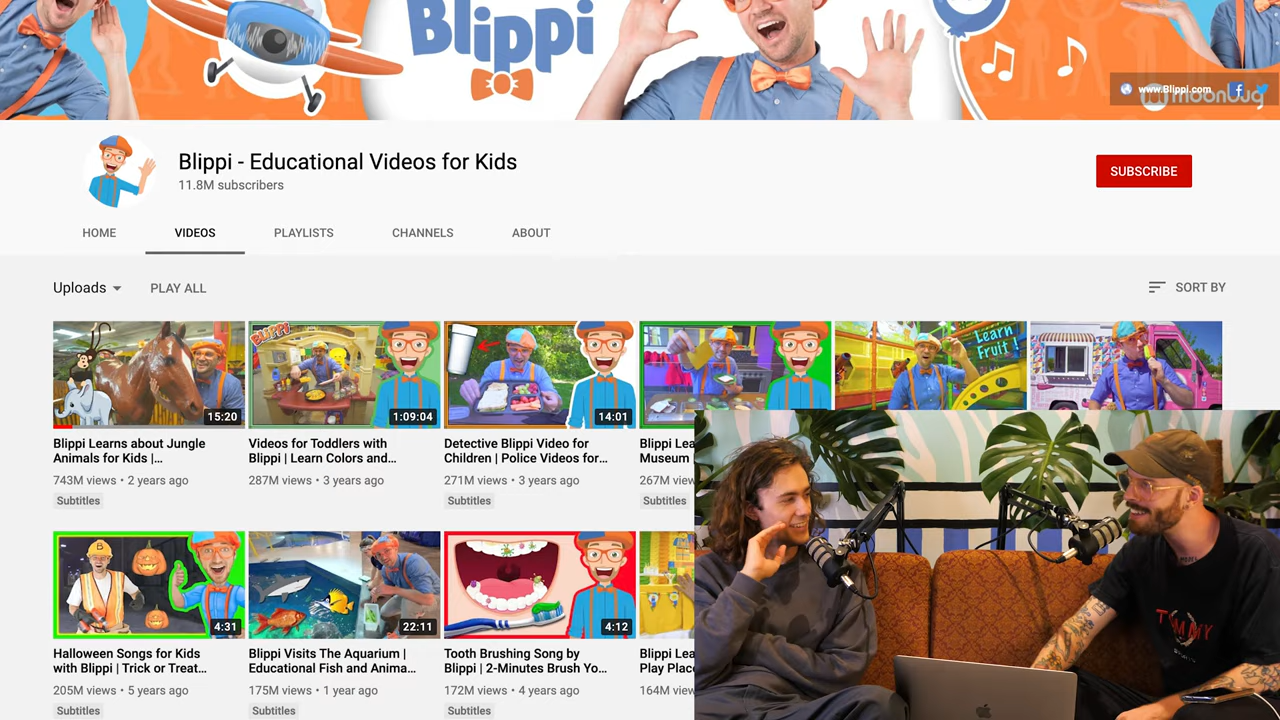 Blippi
www.Blippi.com
moonbug
Blippi - Educational Videos for Kids
11.8M subscribers
SUBSCRIBE
HOME VIDEOS PLAYLISTS CHANNELS ABOUT
Uploads PLAY ALL SORT BY
BLIPPI
Learn
Fruit !
15:20 1:09:04 14:01
Blippi Learns about Jungle
Animals for Kids |...
743M views • 2 years ago
Subtitles
Videos for Toddlers with
Blippi | Learn Colors and...
287M views • 3 years ago
Detective Blippi Video for
Children | Police Videos for...
271M views • 3 years ago
Subtitles
Blippi Lea
Museum
267M view
Subtitles
4:31 22:11 4:12
Halloween Songs for Kids
with Blippi | Trick or Treat...
205M views • 5 years ago
Subtitles
Blippi Visits The Aquarium |
Educational Fish and Anima...
175M views • 1 year ago
Subtitles
Tooth Brushing Song by
Blippi | 2-Minutes Brush Yo...
172M views • 4 years ago
Subtitles
Blippi Lea
Play Place
164M view
TOMMY